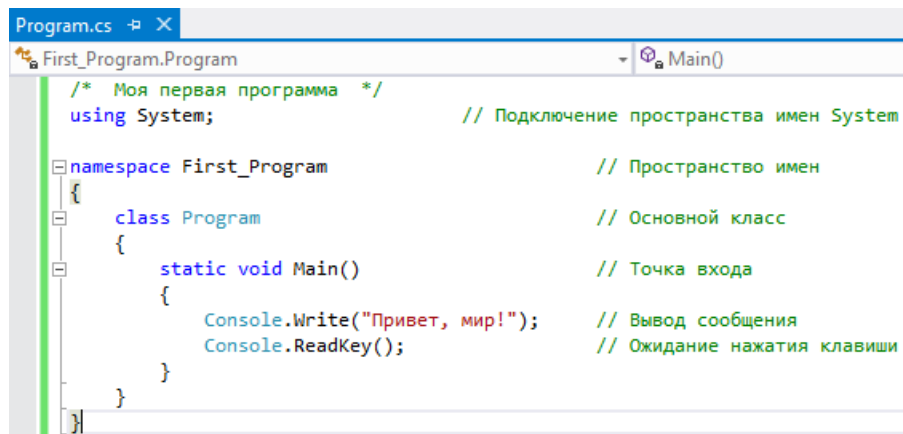 Program.cs
First_Program.Program Main()
/* Моя первая программа */
using System; // Подключение пространства имен System
namespace First_Program // Пространство имен
{
class Program // Основной класс
{
static void Main() // Точка входа
{
Console.Write("Привет, мир!"); // Вывод сообщения
Console.ReadKey(); // Ожидание нажатия клавиши
}
}
}